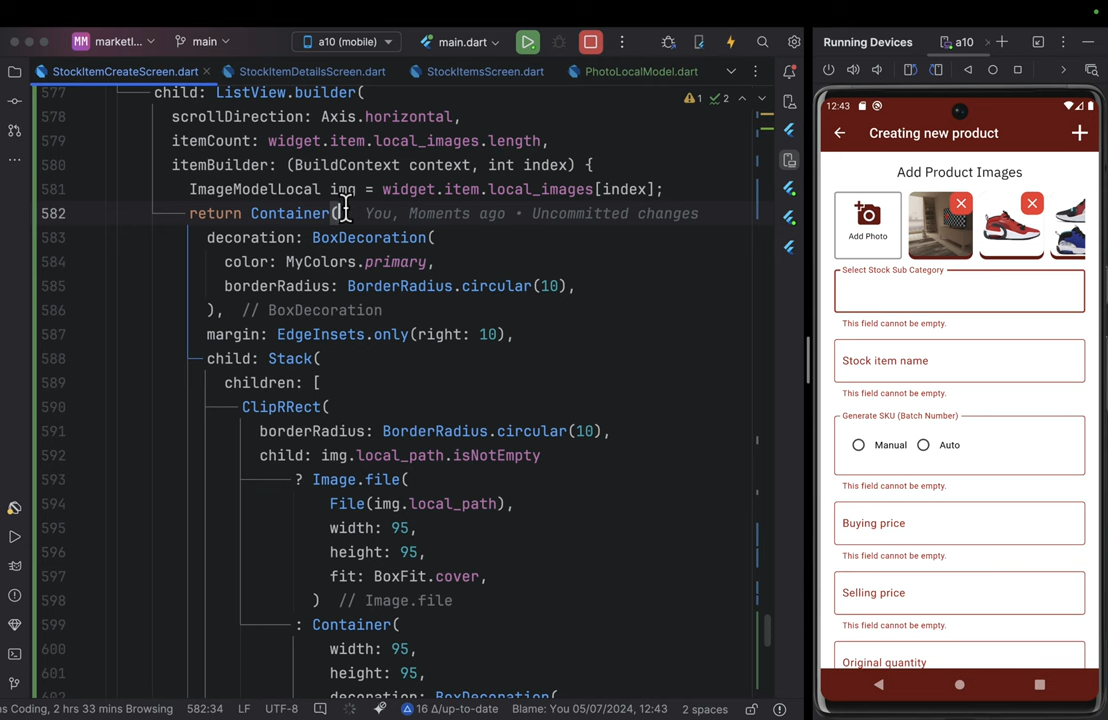 MM marketl...
main
a10 (mobile)
main.dart
Running Devices
a10
StockItemCreateScreen.dart
StockItemDetailsScreen.dart
StockItemsScreen.dart
PhotoLocalModel.dart
577 child: ListView.builder(
578 scrollDirection: Axis.horizontal,
579 itemCount: widget.item.local_images.length,
580 itemBuilder: (BuildContext context, int index) {
581 ImageModelLocal img = widget.item.local_images[index];
582 return Container( You, Moments ago • Uncommitted changes
583 decoration: BoxDecoration(
584 color: MyColors.primary,
585 borderRadius: BorderRadius.circular(10),
586 ), // BoxDecoration
587 margin: EdgeInsets.only(right: 10),
588 child: Stack(
589 children: [
590 ClipRRect(
591 borderRadius: BorderRadius.circular(10),
592 child: img.local_path.isNotEmpty
593 ? Image.file(
594 File(img.local_path),
595 width: 95,
596 height: 95,
597 fit: BoxFit.cover,
598 ) // Image.file
599 : Container(
600 width: 95,
601 height: 95,
602 decoration: BoxDecoration(
1
2
s Coding, 2 hrs 33 mins Browsing
582:34
LF
UTF-8
16 Δ/up-to-date
Blame: You 05/07/2024, 12:43
2 spaces
12:43
Creating new product
Add Product Images
Add Photo
Select Stock Sub Category
This field cannot be empty.
Stock item name
This field cannot be empty.
Generate SKU (Batch Number)
Manual
Auto
This field cannot be empty.
Buying price
This field cannot be empty.
Selling price
This field cannot be empty.
Original quantity